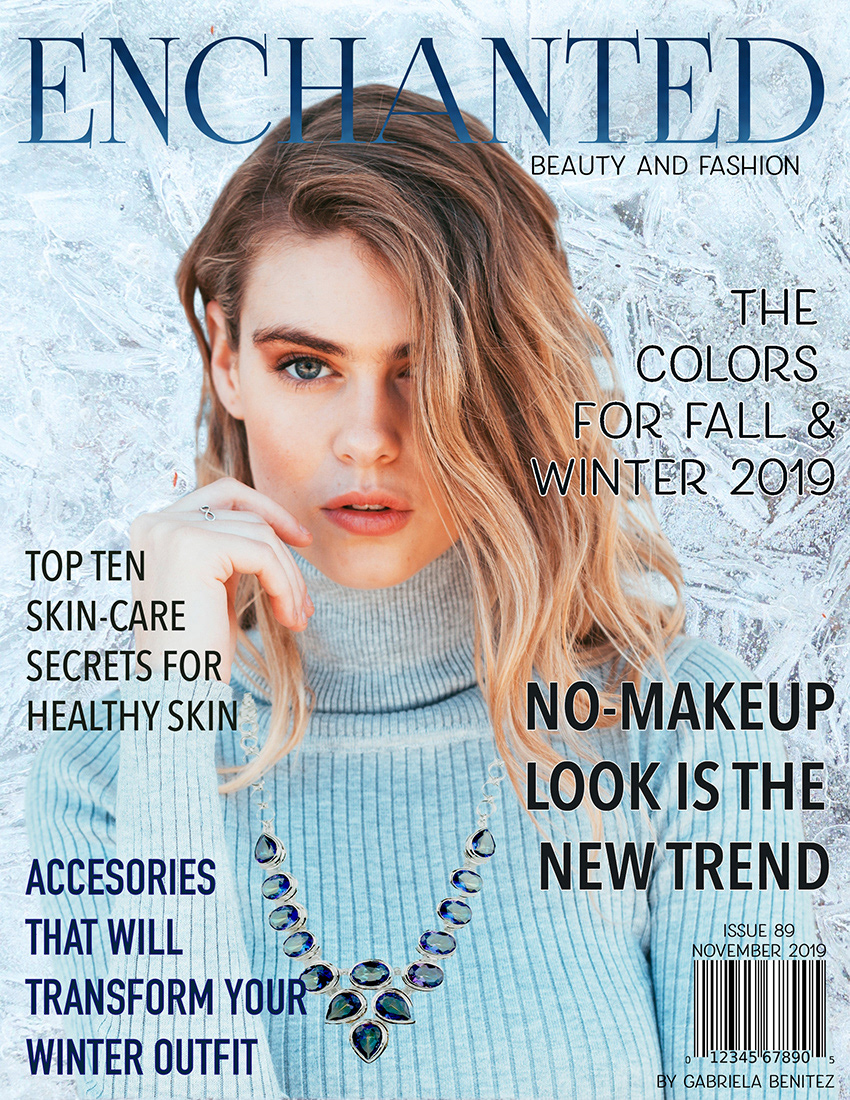 ENCHANTED
BEAUTY AND FASHION
THE
COLORS
FOR FALL &
WINTER 2019
TOP TEN
SKIN-CARE
SECRETS FOR
HEALTHY SKIN
NO-MAKEUP
LOOK IS THE
NEW TREND
ACCESORIES
THAT WILL
TRANSFORM YOUR
WINTER OUTFIT
ISSUE 89
NOVEMBER 2019
0 12345 67890 5
BY GABRIELA BENITEZ